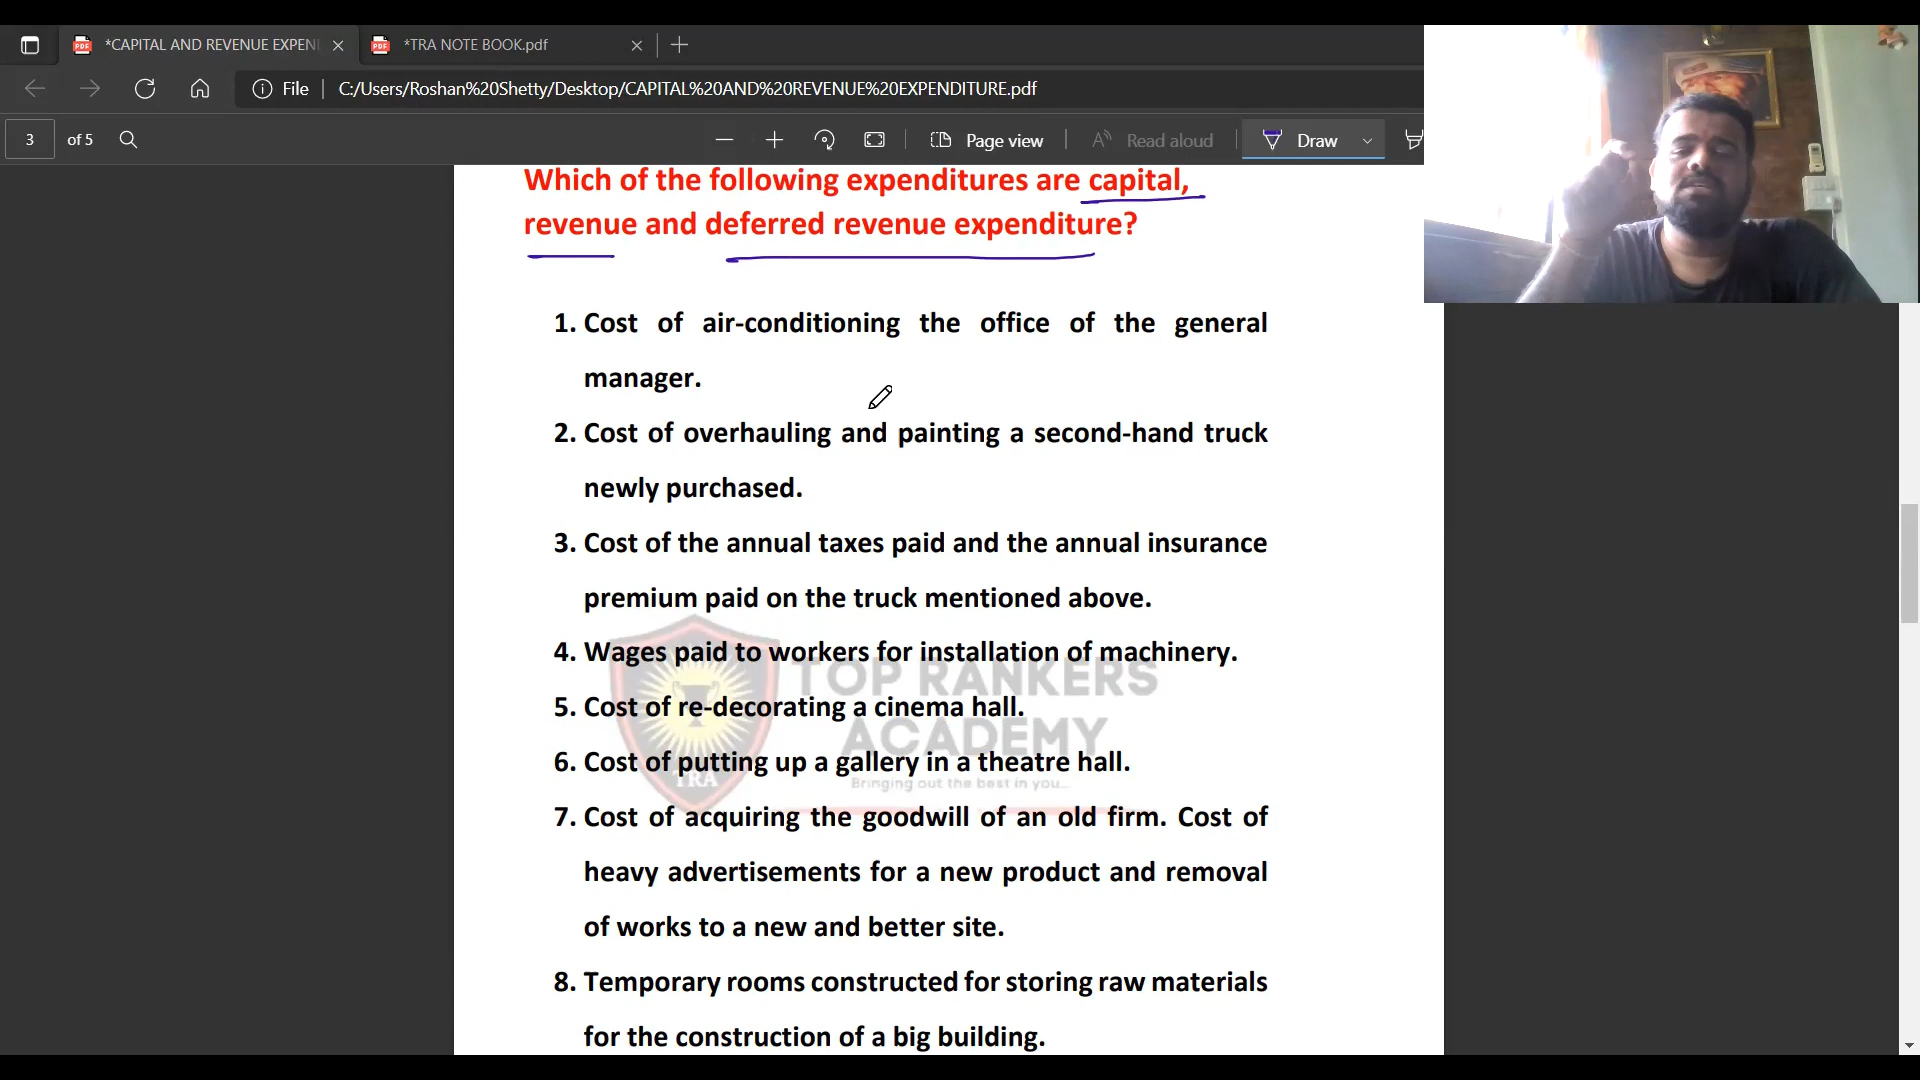 *CAPITAL AND REVENUE EXPEN
*TRA NOTE BOOK.pdf
File
C:/Users/Roshan%20Shetty/Desktop/CAPITAL%20AND%20REVENUE%20EXPENDITURE.pdf
3 of 5
Page view
Read aloud
Draw
Which of the following expenditures are capital,
revenue and deferred revenue expenditure?
1. Cost of air-conditioning the office of the general
manager.
2. Cost of overhauling and painting a second-hand truck
newly purchased.
3. Cost of the annual taxes paid and the annual insurance
premium paid on the truck mentioned above.
4. Wages paid to workers for installation of machinery.
5. Cost of re-decorating a cinema hall.
6. Cost of putting up a gallery in a theatre hall.
7. Cost of acquiring the goodwill of an old firm. Cost of
heavy advertisements for a new product and removal
of works to a new and better site.
8. Temporary rooms constructed for storing raw materials
for the construction of a big building.
TOP RANKERS
ACADEMY
Bringing out the best in you...
TRA